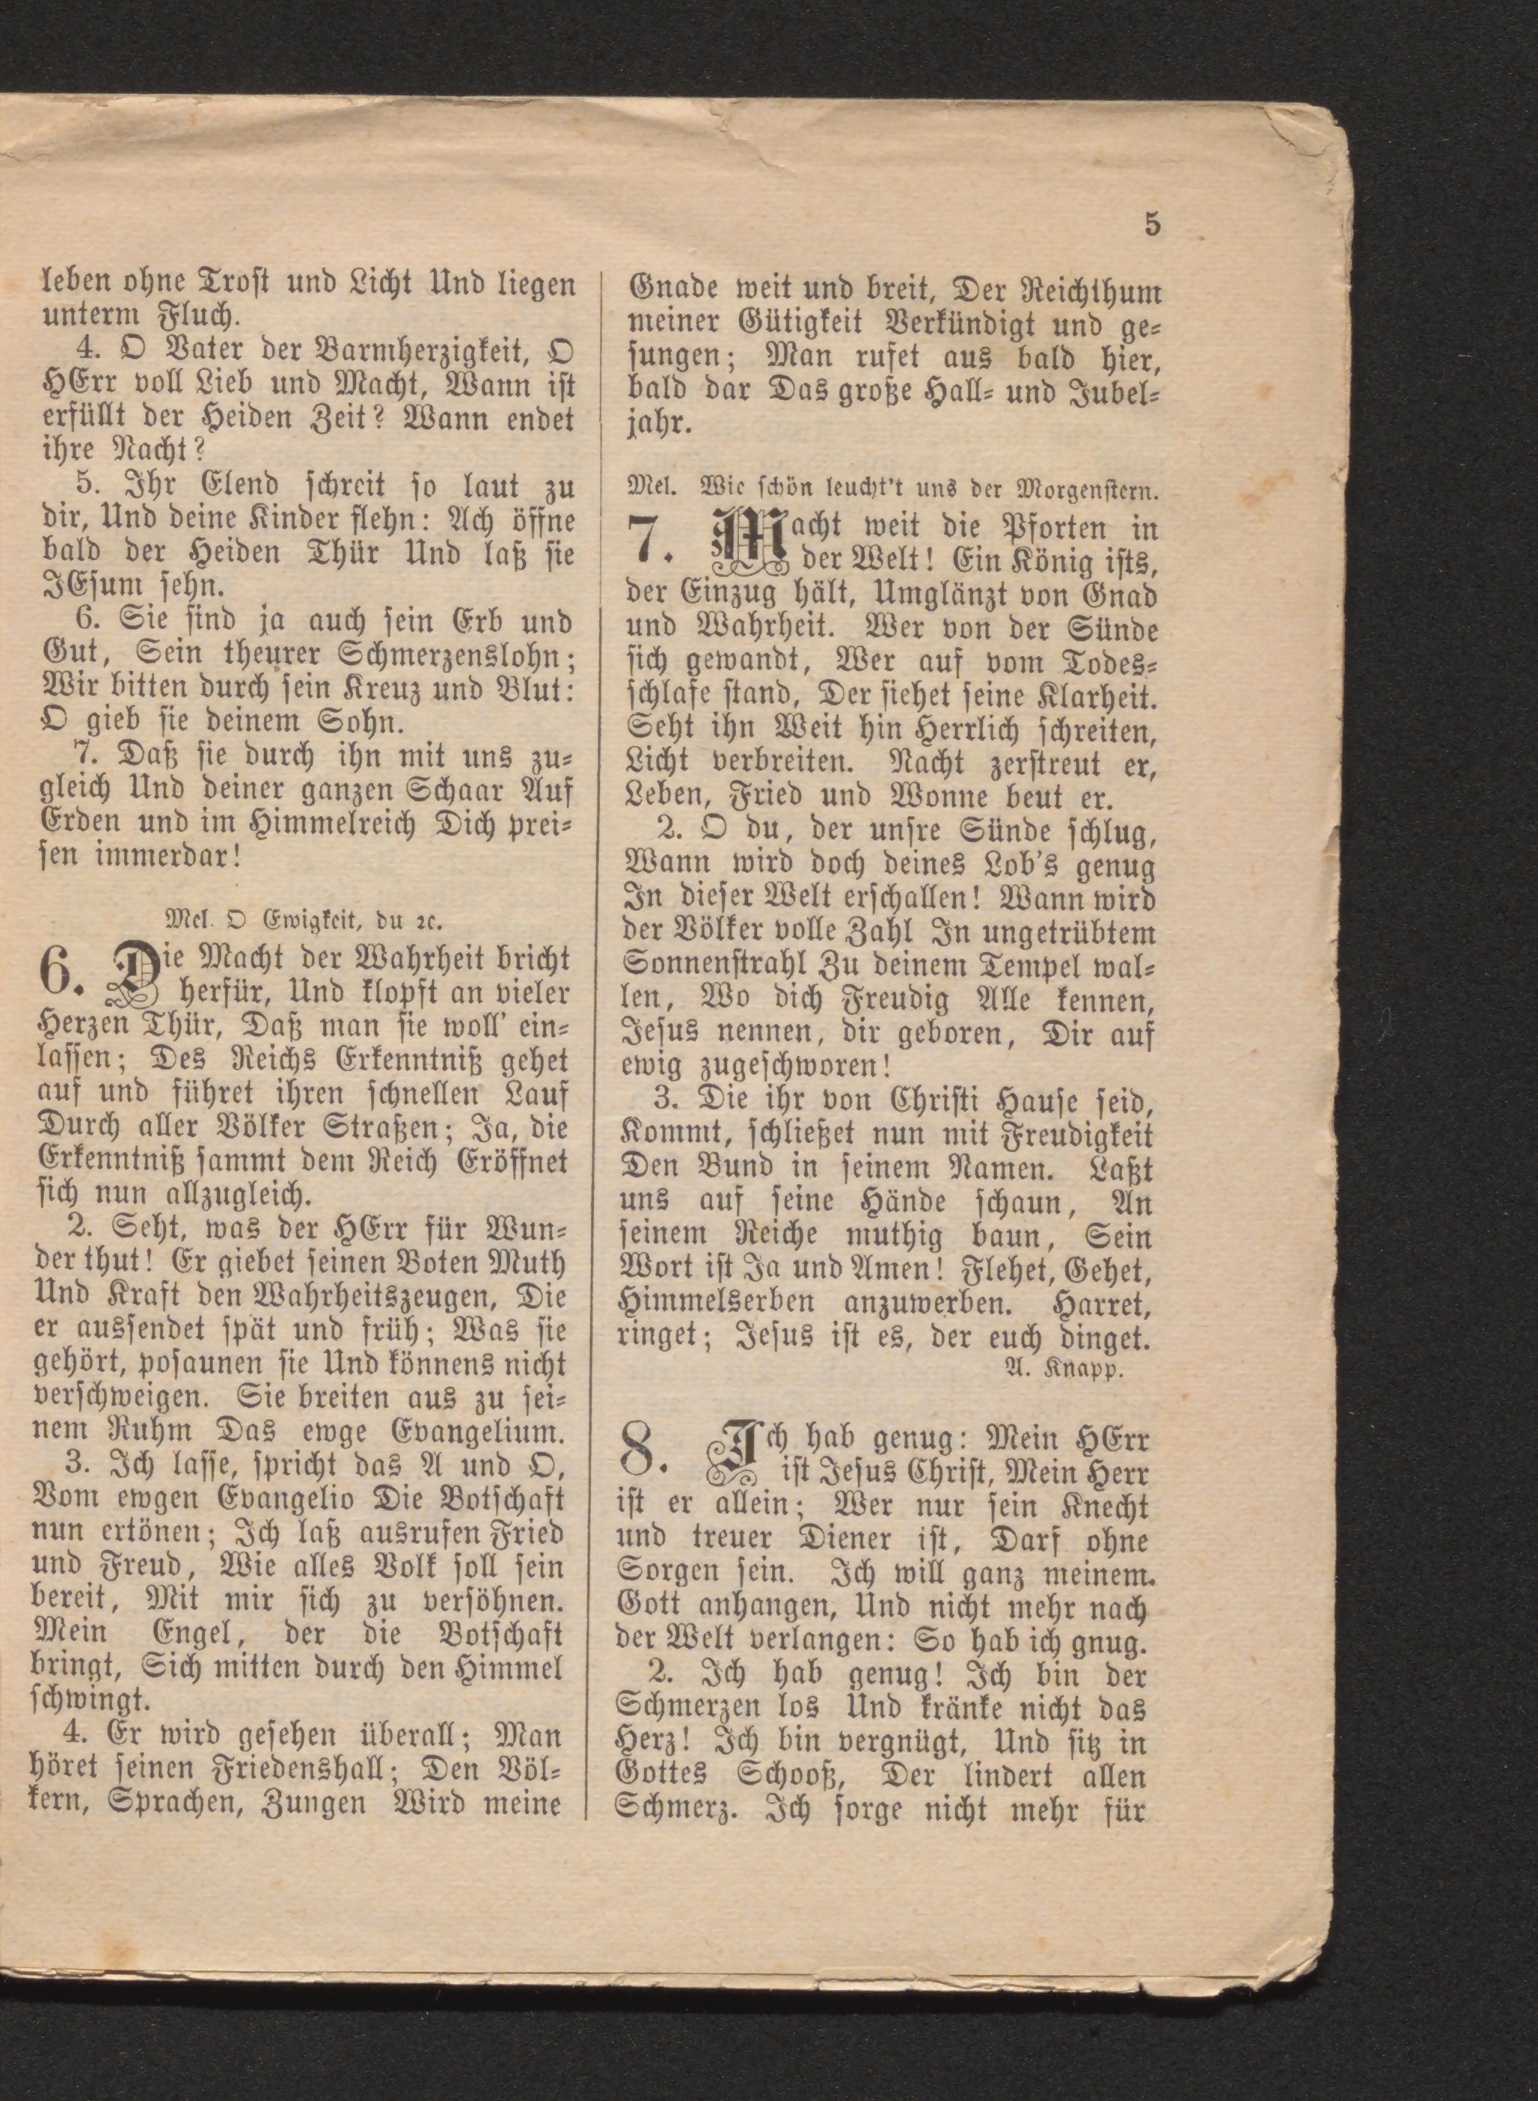 5
leben ohne Trost und Licht Und liegen
unterm Fluch.
4. O Vater der Barmherzigkeit, O
HErr voll Lieb und Macht, Wann ist
erfüllt der Heiden Zeit? Wann endet
ihre Nacht?
5. Ihr Elend schreit so laut zu
dir, Und deine Kinder flehn: Ach öffne
bald der Heiden Thür Und laß sie
JEsum sehn.
6. Sie sind ja auch sein Erb und
Gut, Sein theurer Schmerzenslohn;
Wir bitten durch sein Kreuz und Blut:
O gieb sie deinem Sohn.
7. Daß sie durch ihn mit uns zu-
gleich Und deiner ganzen Schaar Auf
Erden und im Himmelreich Dich prei-
sen immerdar!
Mel. O Ewigkeit, du ꝛc.
6. Die Macht der Wahrheit bricht
herfür, Und klopft an vieler
Herzen Thür, Daß man sie woll' ein-
lassen; Des Reichs Erkenntniß gehet
auf und führet ihren schnellen Lauf
Durch aller Völker Straßen; Ja, die
Erkenntniß sammt dem Reich Eröffnet
sich nun allzugleich.
2. Seht, was der HErr für Wun-
der thut! Er giebet seinen Boten Muth
Und Kraft den Wahrheitszeugen, Die
er aussendet spät und früh; Was sie
gehört, posaunen sie Und könnens nicht
verschweigen. Sie breiten aus zu sei-
nem Ruhm Das ewge Evangelium.
3. Ich lasse, spricht das A und O,
Vom ewgen Evangelio Die Botschaft
nun ertönen; Ich laß ausrufen Fried
und Freud, Wie alles Volk soll sein
bereit, Mit mir sich zu versöhnen.
Mein Engel, der die Botschaft
bringt, Sich mitten durch den Himmel
schwingt.
4. Er wird gesehen überall; Man
höret seinen Friedenshall; Den Völ-
kern, Sprachen, Zungen Wird meine
Gnade weit und breit, Der Reichthum
meiner Gütigkeit Verkündigt und ge-
sungen; Man rufet aus bald hier,
bald dar Das große Hall- und Jubel-
jahr.
Mel. Wie schön leucht't uns der Morgenstern.
7. Macht weit die Pforten in
der Welt! Ein König ists,
der Einzug hält, Umglänzt von Gnad
und Wahrheit. Wer von der Sünde
sich gewandt, Wer auf vom Todes-
schlafe stand, Der siehet seine Klarheit.
Seht ihn Weit hin Herrlich schreiten,
Licht verbreiten. Nacht zerstreut er,
Leben, Fried und Wonne beut er.
2. O du, der unsre Sünde schlug,
Wann wird doch deines Lob's genug
In dieser Welt erschallen! Wann wird
der Völker volle Zahl In ungetrübtem
Sonnenstrahl Zu deinem Tempel wal-
len, Wo dich Freudig Alle kennen,
Jesus nennen, dir geboren, Dir auf
ewig zugeschworen!
3. Die ihr von Christi Hause seid,
Kommt, schließet nun mit Freudigkeit
Den Bund in seinem Namen. Laßt
uns auf seine Hände schaun, An
seinem Reiche muthig baun, Sein
Wort ist Ja und Amen! Flehet, Gehet,
Himmelserben anzuwerben. Harret,
ringet; Jesus ist es, der euch dinget.
A. Knapp.
8. Ich hab genug: Mein HErr
ist Jesus Christ, Mein Herr
ist er allein; Wer nur sein Knecht
und treuer Diener ist, Darf ohne
Sorgen sein. Ich will ganz meinem.
Gott anhangen, Und nicht mehr nach
der Welt verlangen: So hab ich gnug.
2. Ich hab genug! Ich bin der
Schmerzen los Und kränke nicht das
Herz! Ich bin vergnügt, Und sitz in
Gottes Schooß, Der lindert allen
Schmerz. Ich sorge nicht mehr für